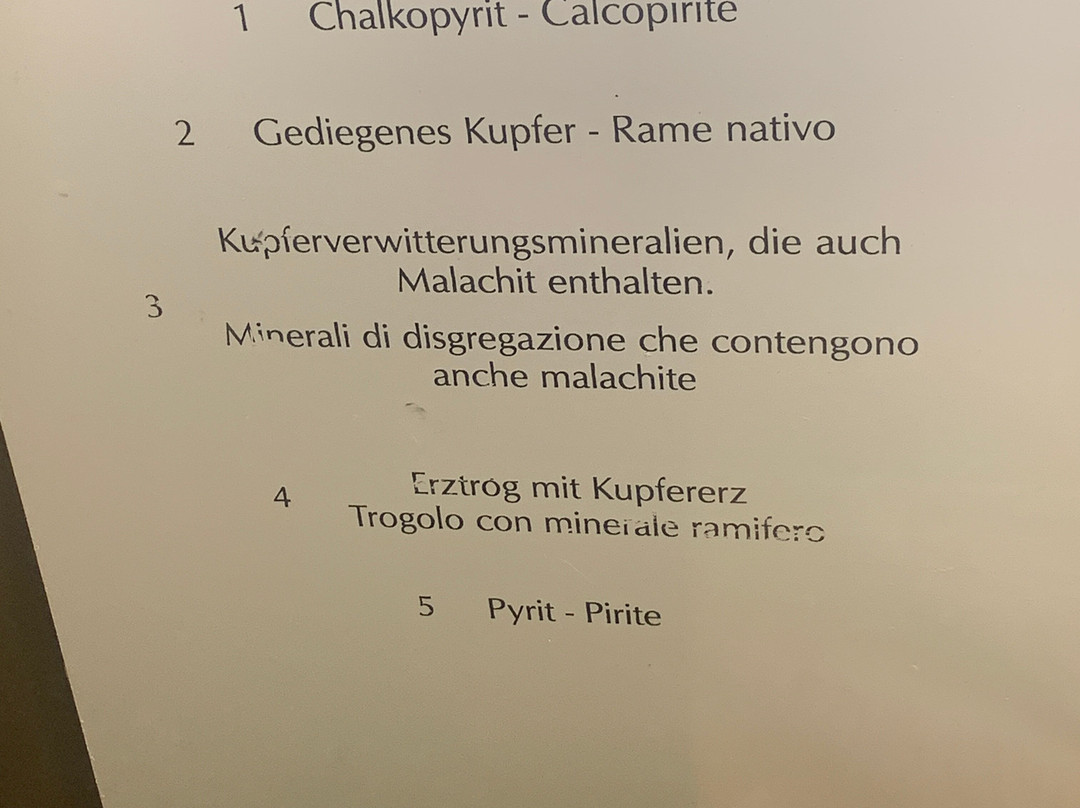 1 Chalkopyrit - Calcopirite
2 Gediegenes Kupfer - Rame nativo
Kupferverwitterungsmineralien, die auch
Malachit enthalten.
3
Minerali di disgregazione che contengono
anche malachite
4
Erztrog mit Kupfererz
Trogolo con minerale ramifero
5 Pyrit - Pirite